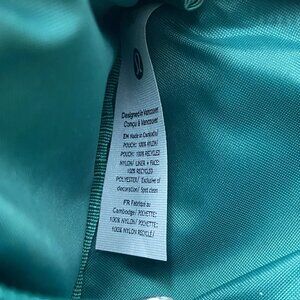 Designed in Vancouver
Conçu à Vancouver
EN Made in Cambodia/
POUCH: 100% NYLON/
POUCH: 100% RECYCLED
NYLON/ LINER + FACE:
100% RECYCLED
POLYESTER/ Exclusive of
decoration/ Spot clean
FR Fabriqué au
Cambodge/ POCHETTE:
100% NYLON/ POCHETTE:
100% NYLON RECYCLÉ/